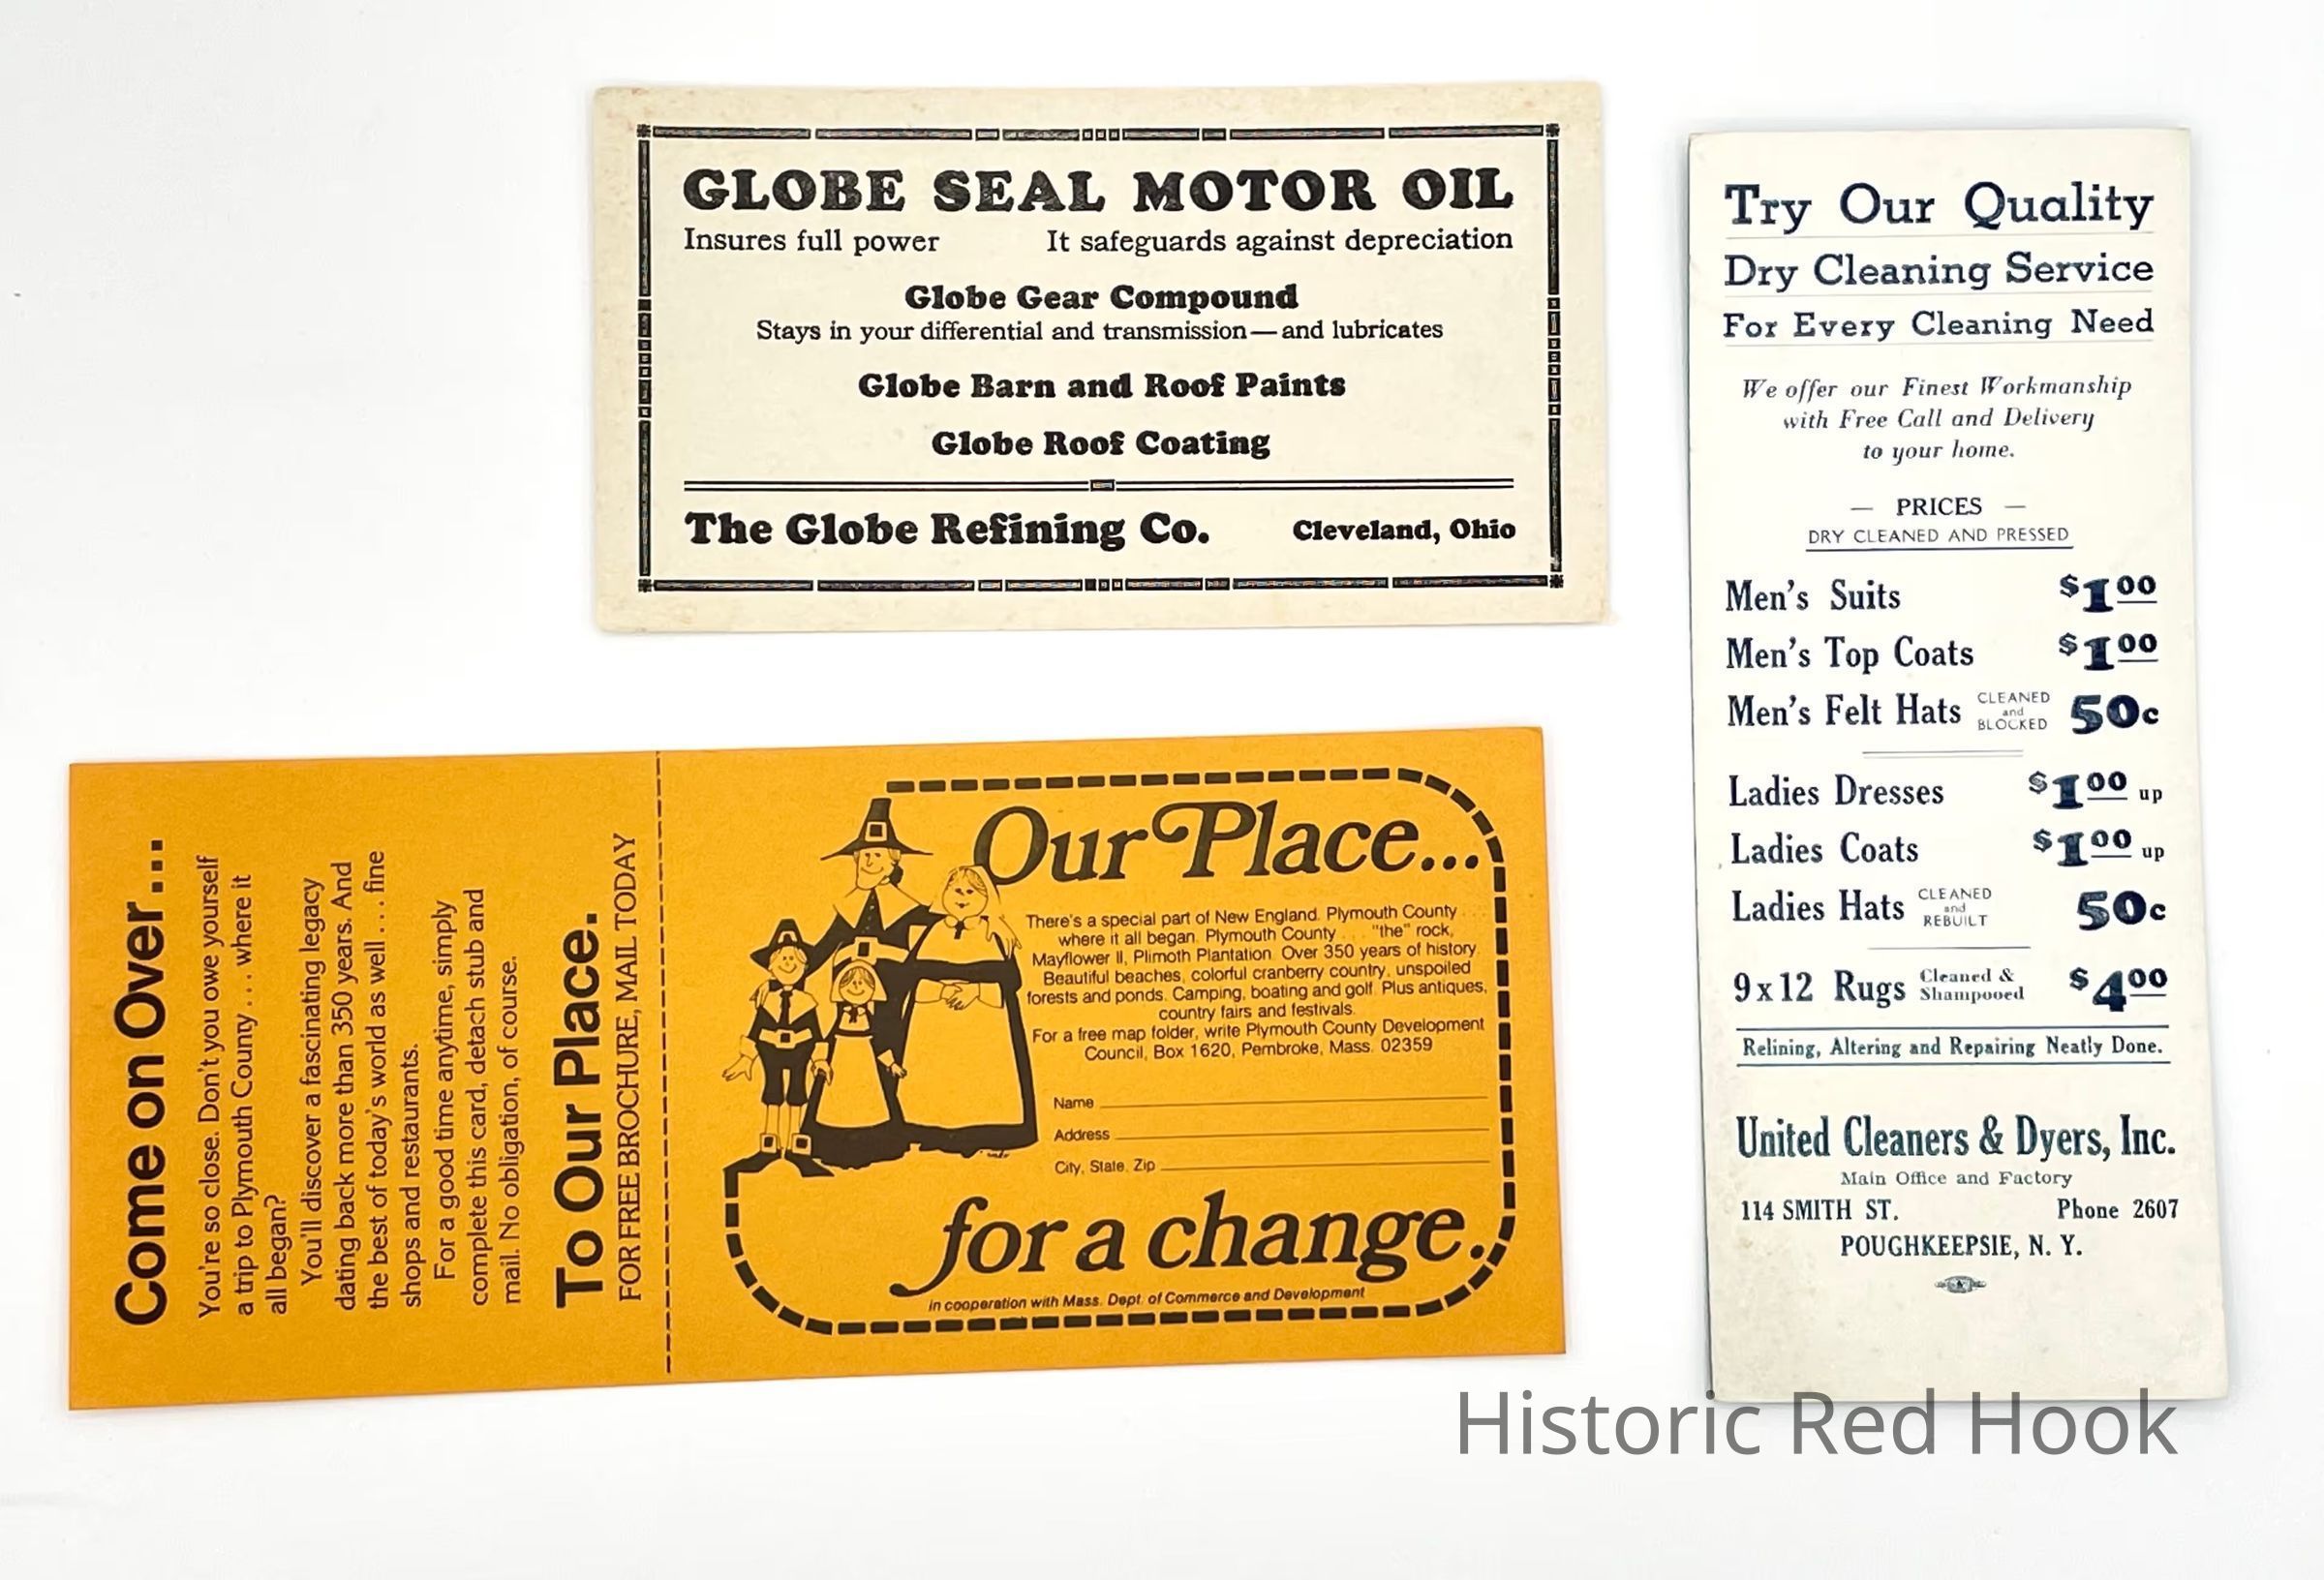 GLOBE SEAL MOTOR OIL
Insures full power It safeguards against depreciation
Globe Gear Compound
Stays in your differential and transmission—and lubricates
Globe Barn and Roof Paints
Globe Roof Coating
The Globe Refining Co. Cleveland, Ohio
Come on Over...
You're so close. Don't you owe yourself
a trip to Plymouth County . . . where it
all began?
You'll discover a fascinating legacy
dating back more than 350 years. And
the best of today's world as well . . . fine
shops and restaurants.
For a good time anytime, simply
complete this card, detach stub and
mail. No obligation, of course.
To Our Place.
FOR FREE BROCHURE, MAIL TODAY
Our Place...
There's a special part of New England. Plymouth County . . .
where it all began. Plymouth County . . . "the" rock,
Mayflower II, Plimoth Plantation. Over 350 years of history.
Beautiful beaches, colorful cranberry country, unspoiled
forests and ponds. Camping, boating and golf. Plus antiques,
country fairs and festivals.
For a free map folder, write Plymouth County Development
Council, Box 1620, Pembroke, Mass. 02359
Name
Address
City, State, Zip
for a change.
in cooperation with Mass. Dept. of Commerce and Development
Try Our Quality
Dry Cleaning Service
For Every Cleaning Need
We offer our Finest Workmanship
with Free Call and Delivery
to your home.
— PRICES —
DRY CLEANED AND PRESSED
Men's Suits $1.00
Men's Top Coats $1.00
Men's Felt Hats CLEANED and BLOCKED 50c
Ladies Dresses $1.00 up
Ladies Coats $1.00 up
Ladies Hats CLEANED and REBUILT 50c
9x12 Rugs Cleaned & Shampooed $4.00
Relining, Altering and Repairing Neatly Done.
United Cleaners & Dyers, Inc.
Main Office and Factory
114 SMITH ST. Phone 2607
POUGHKEEPSIE, N. Y.
Historic Red Hook